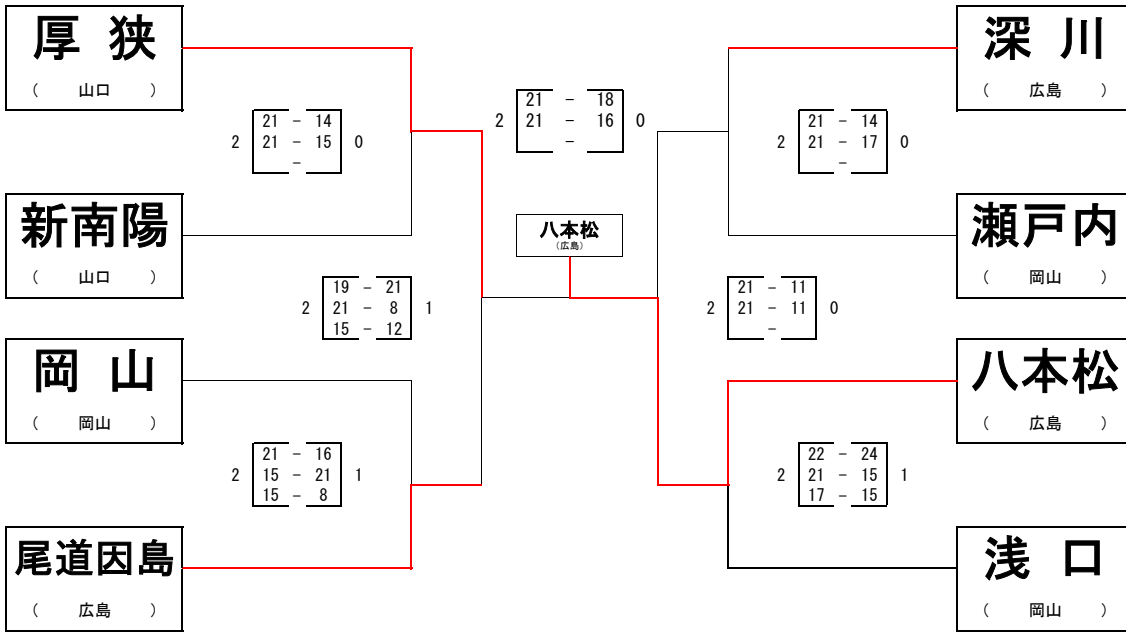 厚 狭
( 山口 )
深 川
( 広島 )
21 - 18
2 21 - 16 0
-
21 - 14
2 21 - 15 0
-
21 - 14
2 21 - 17 0
-
新南陽
( 山口 )
八本松
(広島)
瀬戸内
( 岡山 )
19 - 21
2 21 - 8 1
15 - 12
21 - 11
2 21 - 11 0
-
岡 山
( 岡山 )
八本松
( 広島 )
21 - 16
2 15 - 21 1
15 - 8
22 - 24
2 21 - 15 1
17 - 15
尾道因島
( 広島 )
浅 口
( 岡山 )